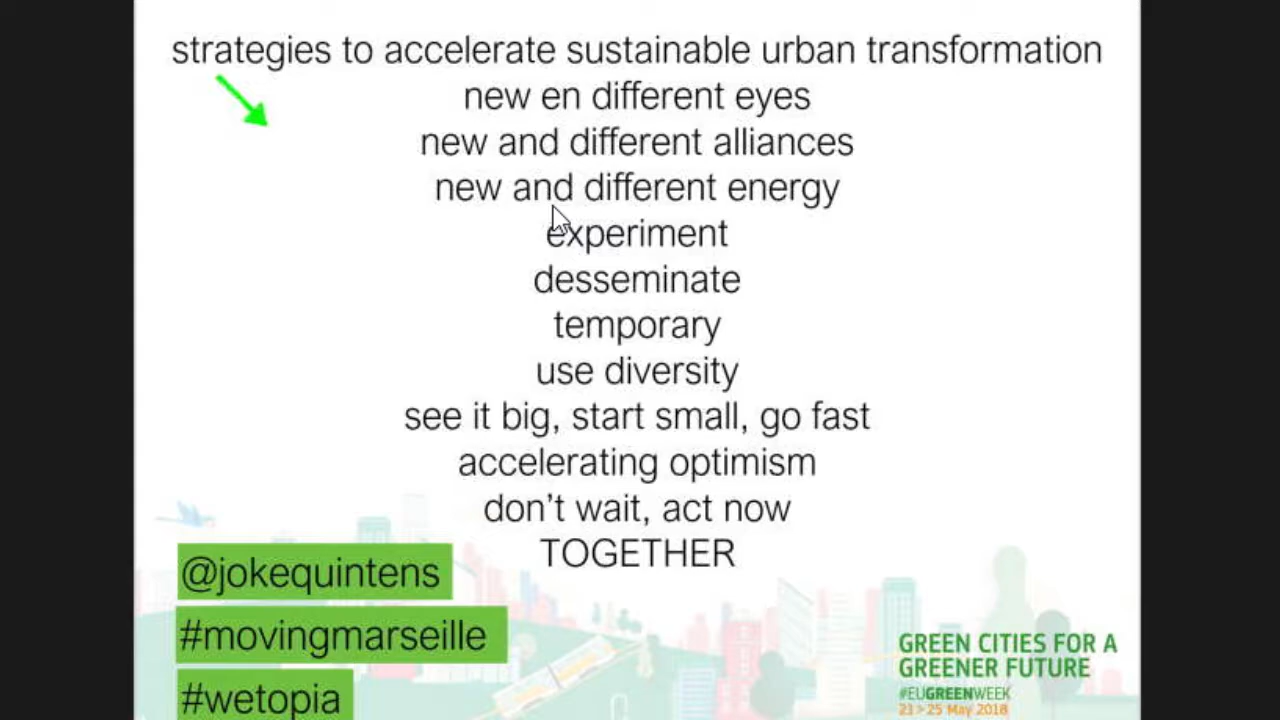 strategies to accelerate sustainable urban transformation
new en different eyes
new and different alliances
new and different energy
experiment
desseminate
temporary
use diversity
see it big, start small, go fast
accelerating optimism
don't wait, act now
TOGETHER
@jokequintens
#movingmarseille
#wetopia
GREEN CITIES FOR A
GREENER FUTURE
#EUGREENWEEK
21 > 25 May 2018